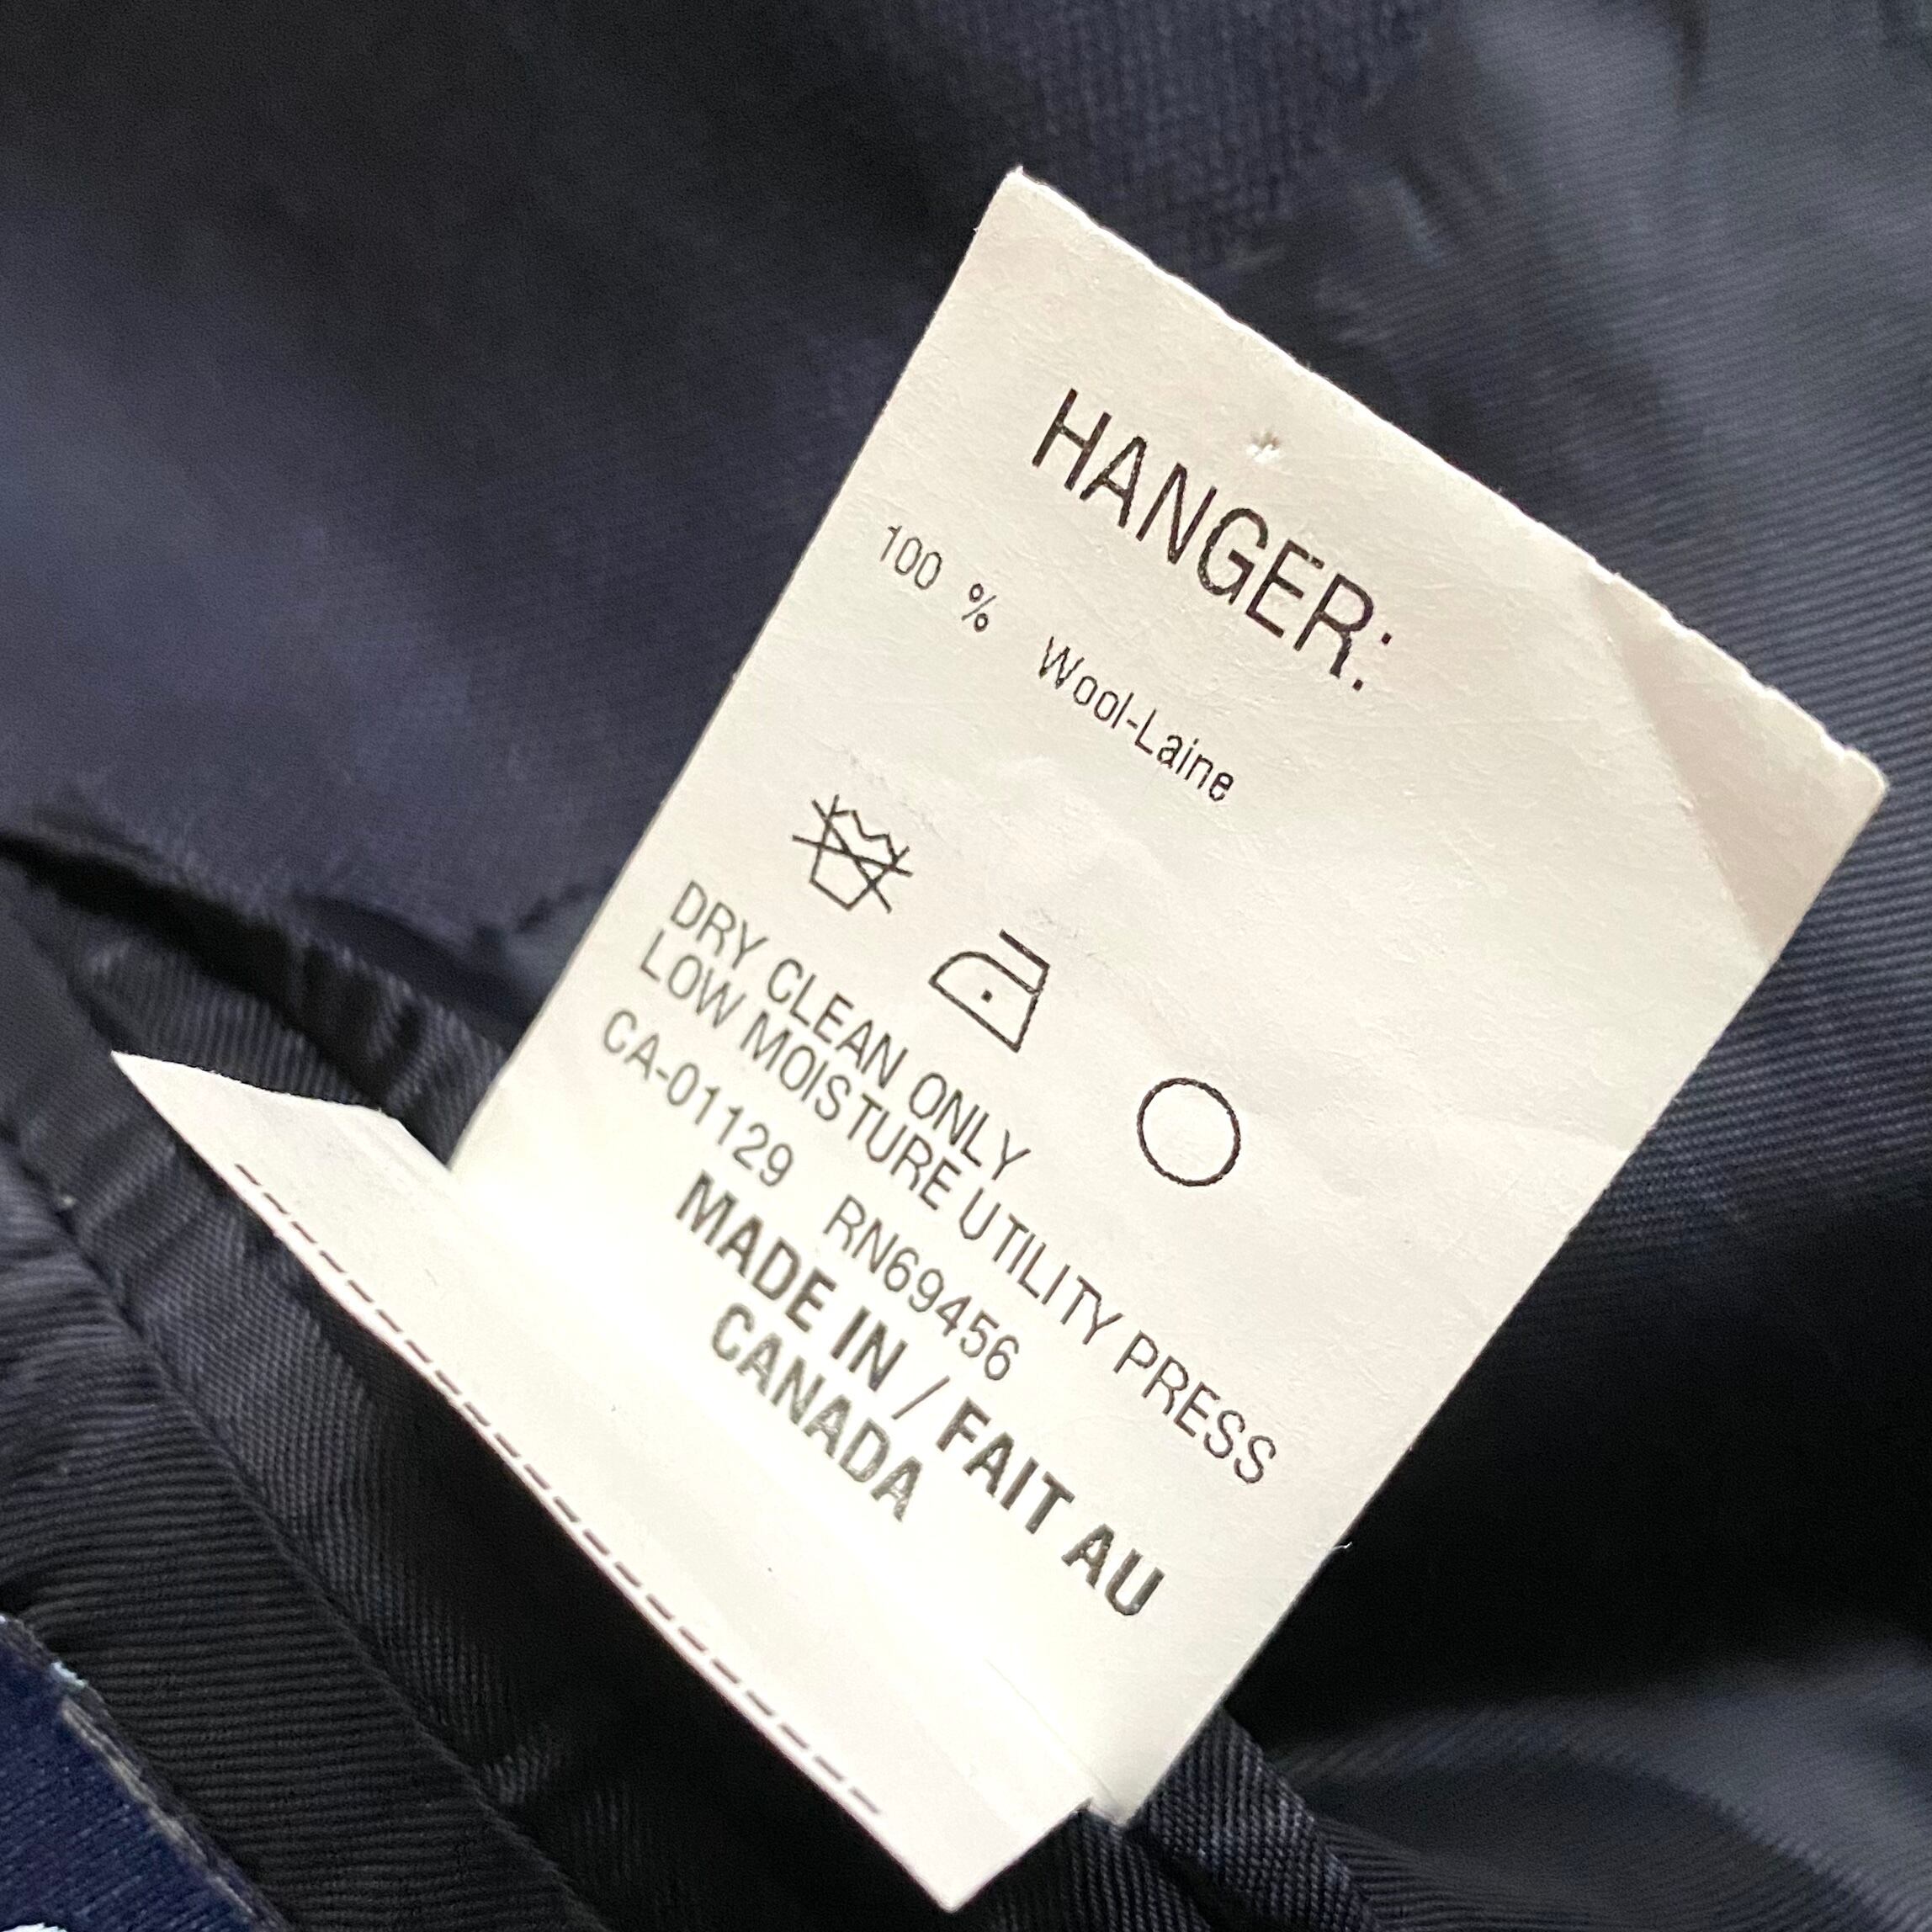 HANGER:
100 % Wool-Laine
DRY CLEAN ONLY
LOW MOISTURE UTILITY PRESS
CA-01129 RN69456
MADE IN / FAIT AU
CANADA